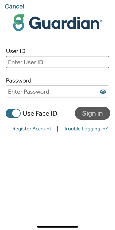 Cancel
Guardian®
User ID
Enter User ID
Password
Enter Password
Use Face ID
Sign in
Register Account | Trouble Logging In?